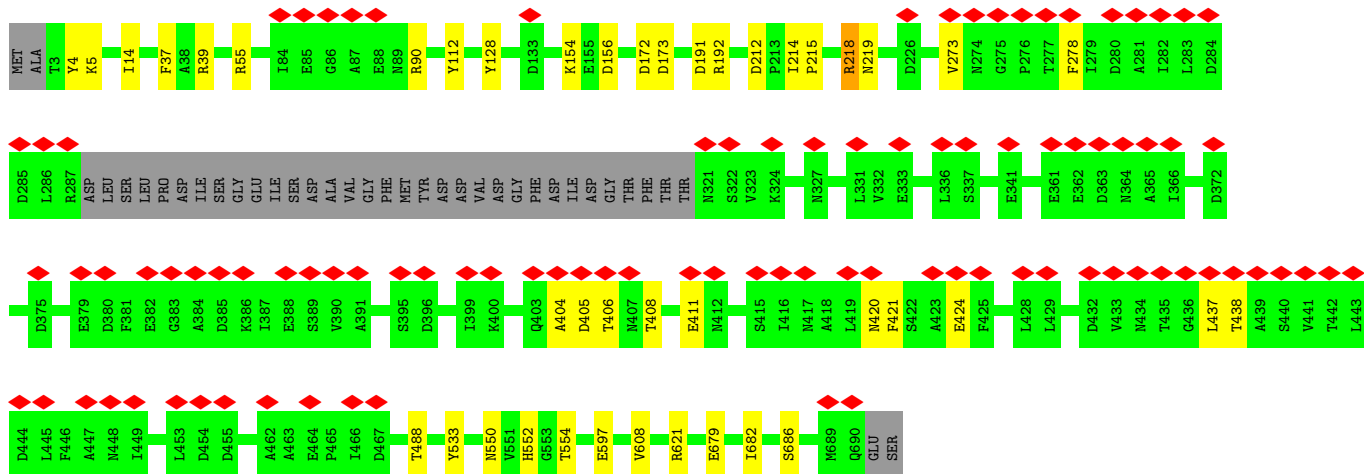 MET ALA T3 Y4 K5 I14 F37 A38 R39 R55 I84 E85 G86 A87 E88 N89 R90 Y112 Y128 D133 K154 E155 D156 D172 D173 D191 R192 D212 P213 I214 P215 R218 N219 D226 V273 N274 G275 P276 T277 F278 I279 D280 A281 I282 L283 D284
D285 L286 R287 ASP LEU SER LEU PRO ASP ILE SER GLY GLU ILE SER ASP ALA VAL GLY PHE MET TYR ASP ASP VAL ASP GLY PHE ASP ILE ASP GLY THR PHE THR THR N321 S322 V323 K324 N327 L331 V332 E333 L336 S337 E341 E361 E362 D363 N364 A365 I366 D372
D375 E379 D380 F381 E382 G383 A384 D385 K386 I387 E388 S389 V390 A391 S395 D396 I399 K400 Q403 A404 D405 T406 N407 T408 E411 N412 S415 I416 N417 A418 L419 N420 F421 S422 A423 E424 F425 L428 L429 D432 V433 N434 T435 G436 L437 T438 A439 S440 V441 T442 L443
D444 L445 F446 A447 N448 I449 L453 D454 D455 A462 A463 E464 P465 I466 D467 T488 Y533 N550 V551 H552 G553 T554 E597 V608 R621 E679 I682 S686 M689 Q690 GLU SER